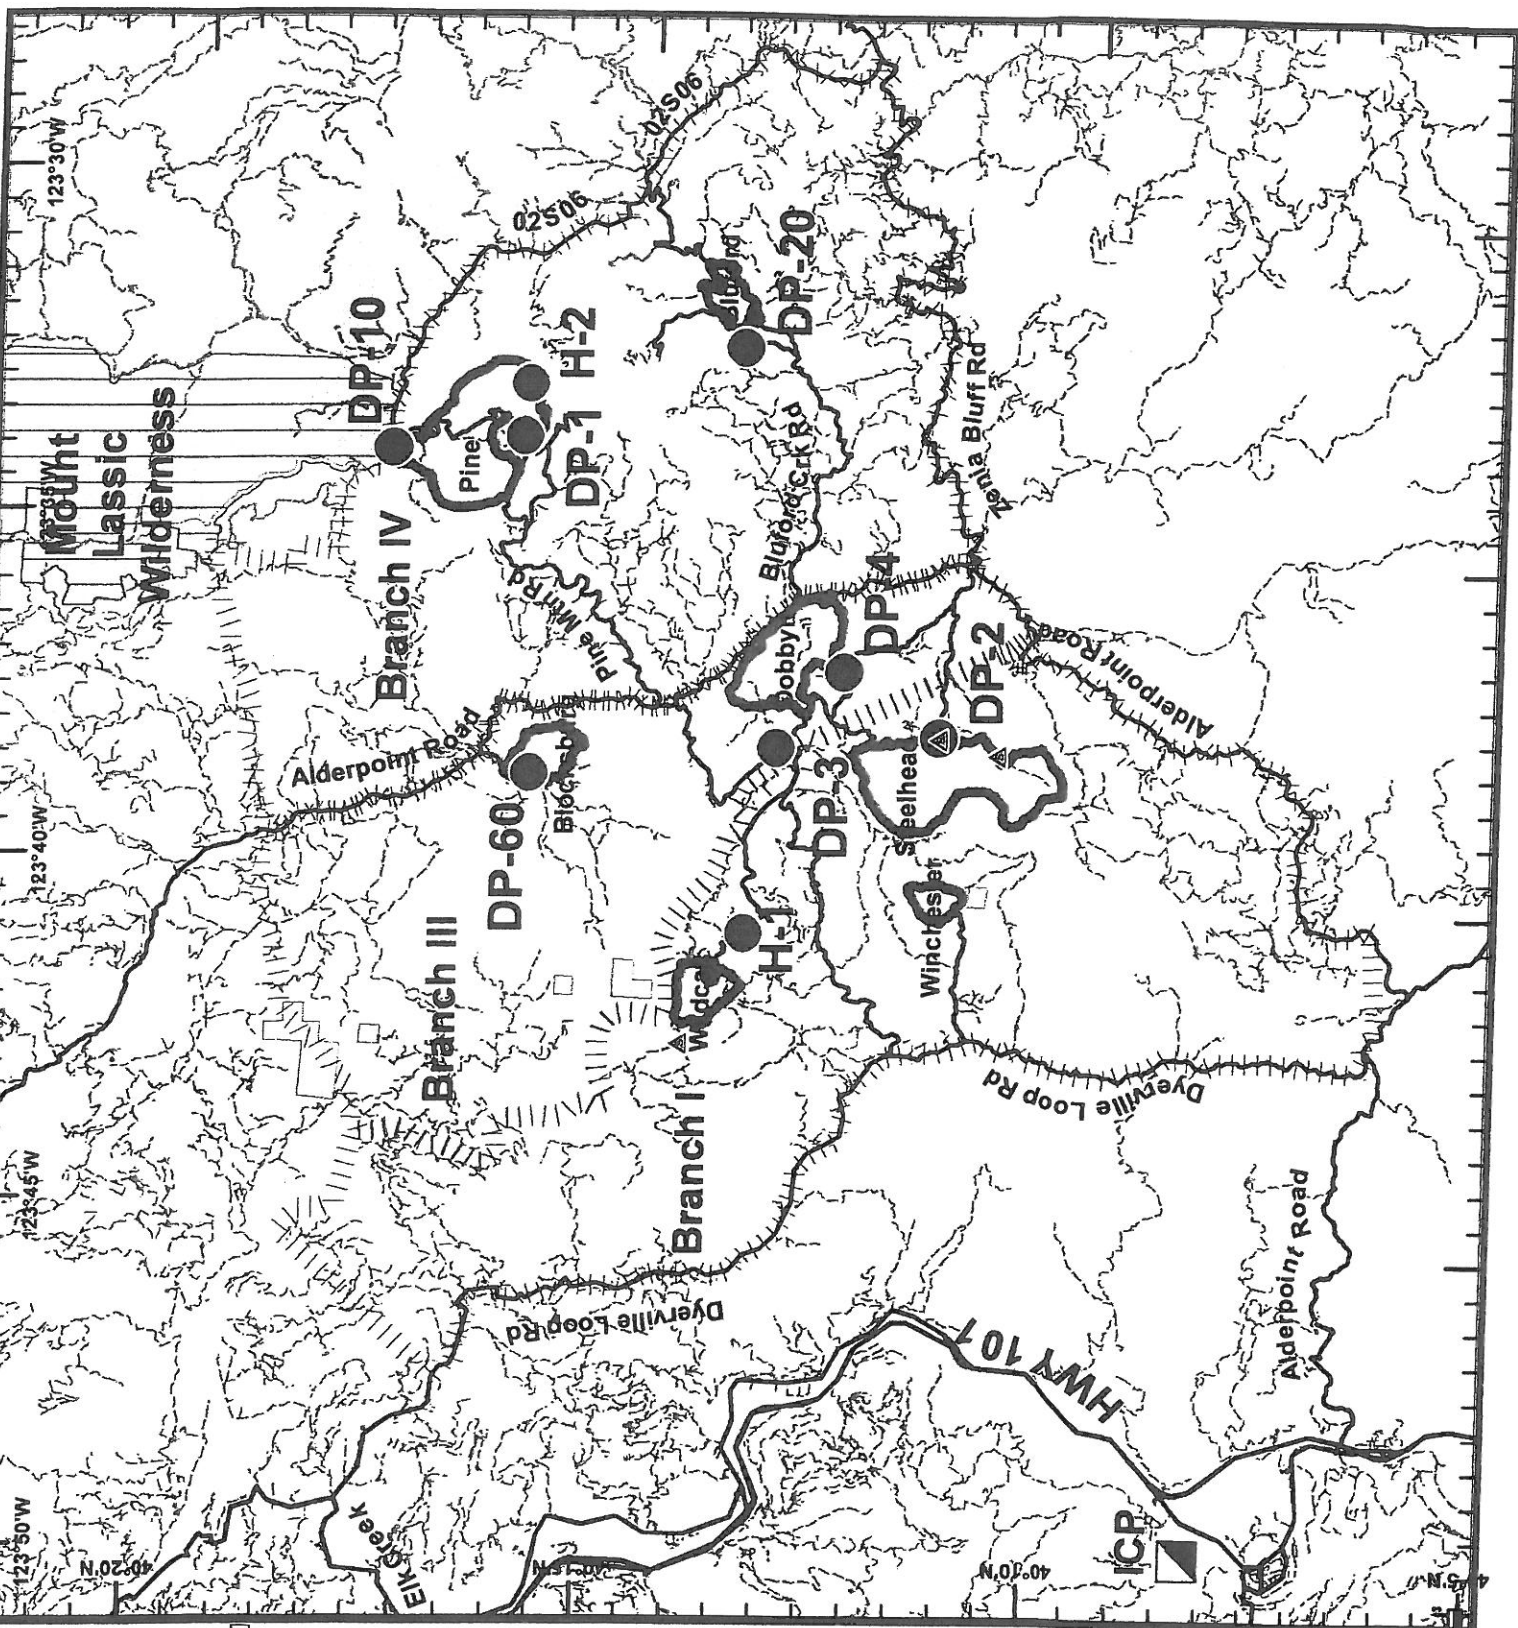 123°50'W
123°45'W
123°40'W
123°30'W
Mount
Lassic
Wilderness
40°20'N
Elk Creek
Alderpoint Road
Branch III
Branch IV
DP-10
02S06
02S06
Pine
DP-1
H-2
Dyerville Loop Rd
DP-60
Pine Mtn Rd
Branch I
H-1
Dobbyn
Bluford Crk Rd
DP-20
DP-3
DP-4
Steelhead
Winchester
DP-2
Zenia Bluff Rd
HWY 101
Dyerville Loop Rd
Alderpoint Road
40°10'N
ICP
Alderpoint Road